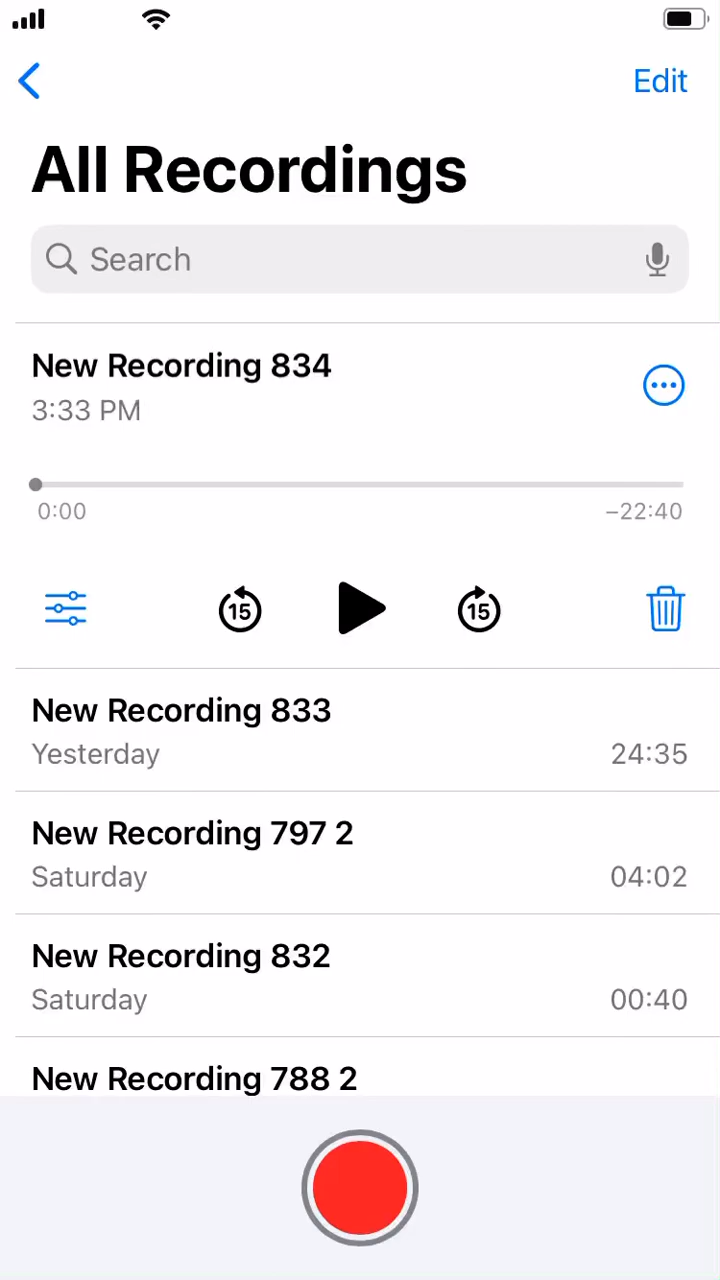 Edit
All Recordings
Search
New Recording 834
3:33 PM
0:00 −22:40
15 15
New Recording 833
Yesterday 24:35
New Recording 797 2
Saturday 04:02
New Recording 832
Saturday 00:40
New Recording 788 2